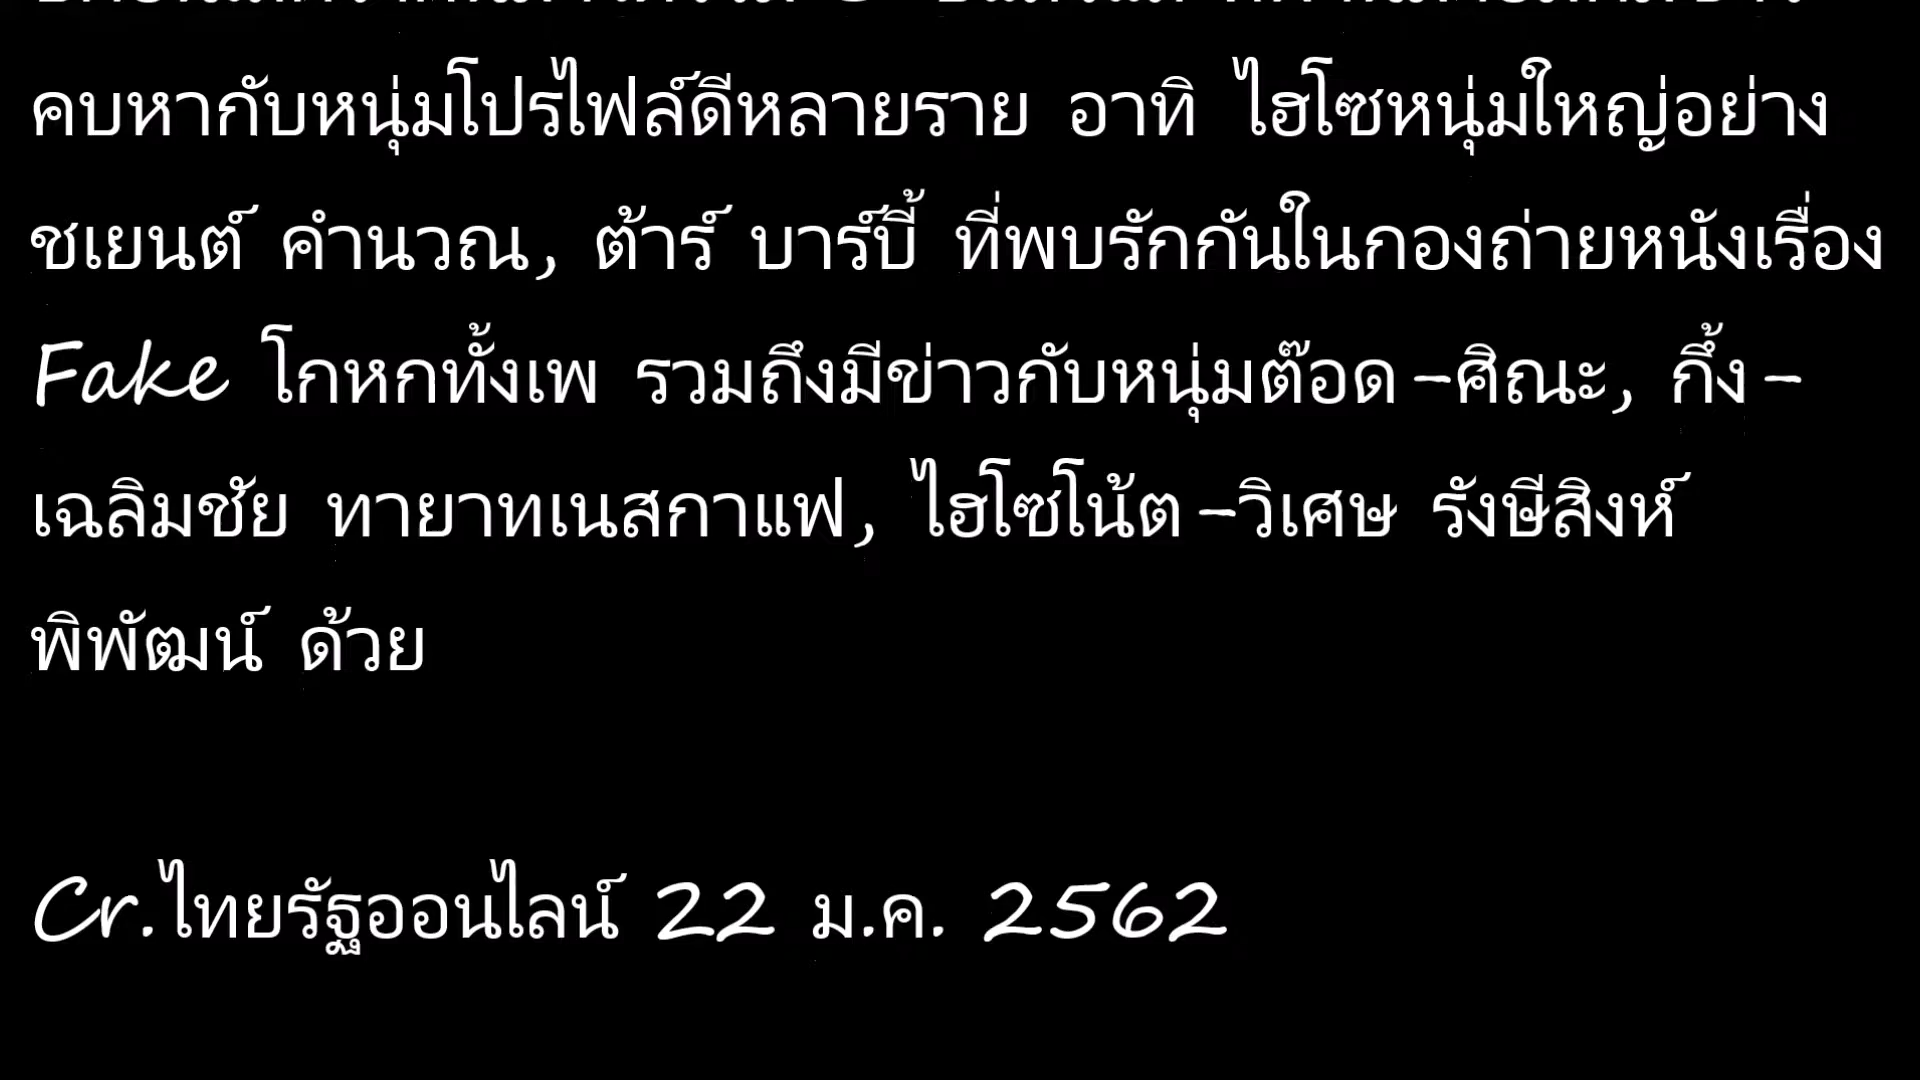 คบหากับหนุ่มโปรไฟล์ดีหลายราย อาทิ ไฮโซหนุ่มใหญ่อย่าง
ชเยนต์ คำนวณ, ต้าร์ บาร์บี้ ที่พบรักกันในกองถ่ายหนังเรื่อง
Fake โกหกทั้งเพ รวมถึงมีข่าวกับหนุ่มต๊อด-ศิณะ, กึ้ง-
เฉลิมชัย ทายาทเนสกาแฟ, ไฮโซโน้ต-วิเศษ รังษีสิงห์
พิพัฒน์ ด้วย
Cr.ไทยรัฐออนไลน์ 22 ม.ค. 2562